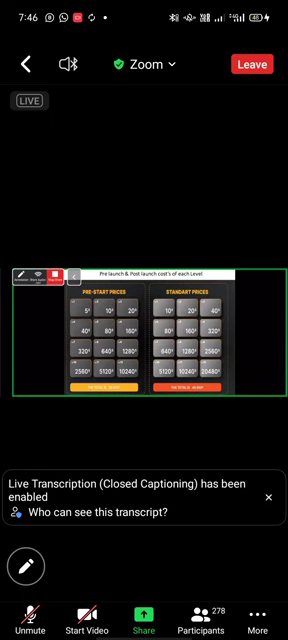 7:46
48
Zoom
Leave
LIVE
Pre launch & Post launch cost's of each Level
PRE-START PRICES
5$ 10$ 20$
40$ 80$ 160$
320$ 640$ 1280$
2560$ 5120$ 10240$
STANDART PRICES
10$ 20$ 40$
80$ 160$ 320$
640$ 1280$ 2560$
5120$ 10240$ 20480$
Live Transcription (Closed Captioning) has been
enabled
Who can see this transcript?
Unmute
Start Video
Share
278
Participants
More